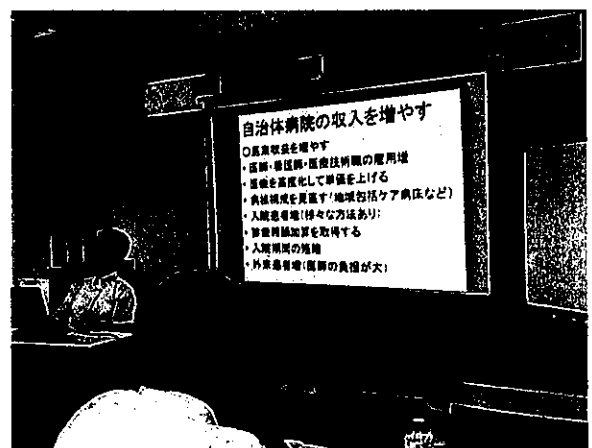 自治体病院の収入を増やす
○医業収益を増やす
・医師・看護師・医療技術職の雇用増
・医療を高度化して単価を上げる
・病棟構成を見直す(地域包括ケア病床など)
・入院患者増(様々な方法あり)
・診療報酬加算を取得する
・入院期間の短縮
・外来患者増(医師の負担が大)